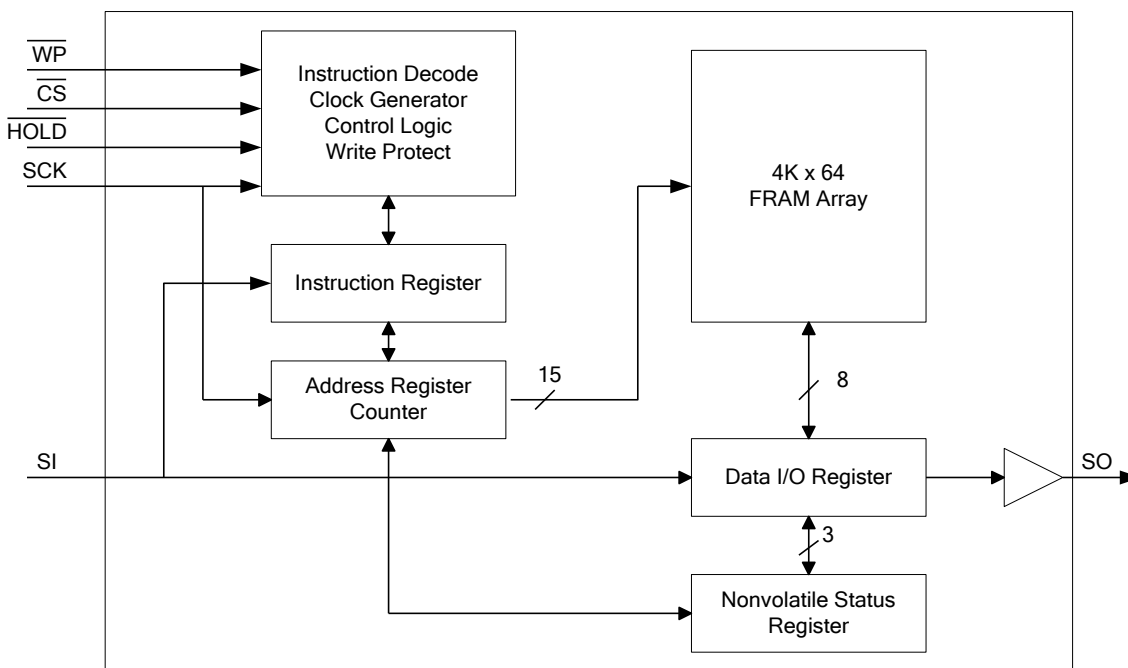 WP
CS
HOLD
SCK
Instruction Decode
Clock Generator
Control Logic
Write Protect
4K x 64
FRAM Array
Instruction Register
Address Register
Counter
15
8
SI
Data I/O Register
SO
3
Nonvolatile Status
Register